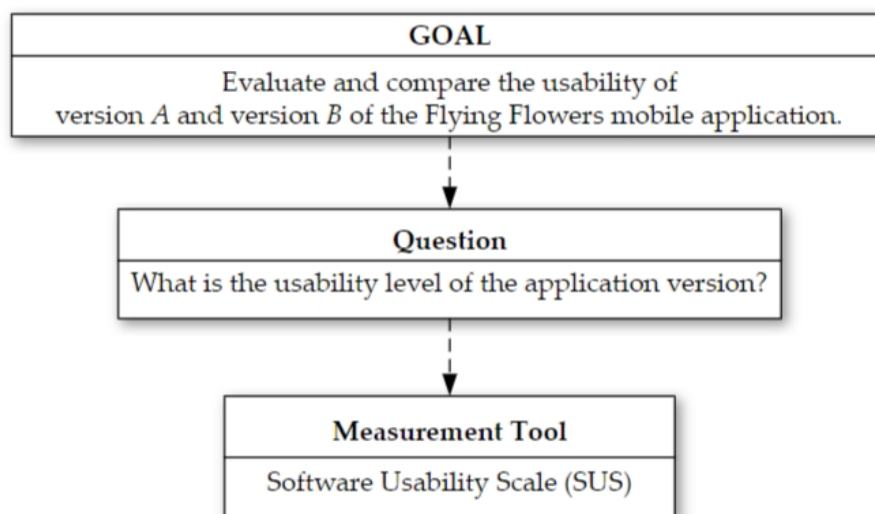 GOAL
Evaluate and compare the usability of
version A and version B of the Flying Flowers mobile application.
Question
What is the usability level of the application version?
Measurement Tool
Software Usability Scale (SUS)